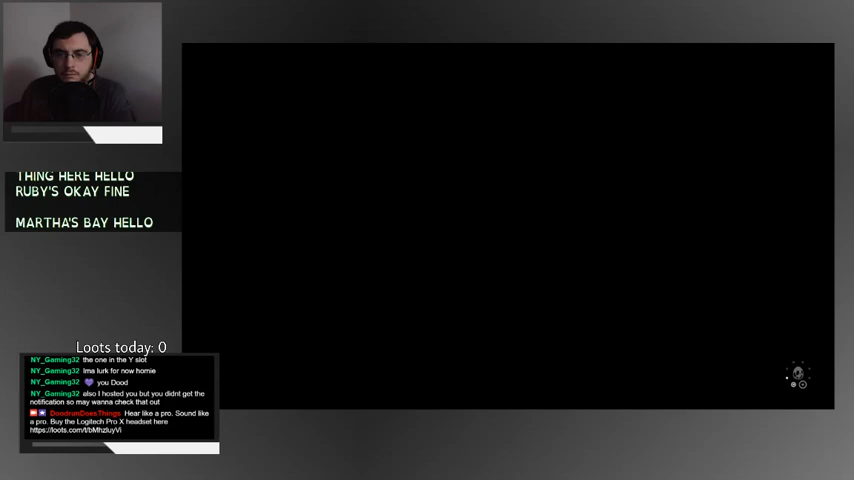 THING HERE HELLO
RUBY'S OKAY FINE
MARTHA'S BAY HELLO
Loots today: 0
NY_Gaming32 the one in the Y slot
NY_Gaming32 Ima lurk for now homie
NY_Gaming32 you Dood
NY_Gaming32 also I hosted you but you didnt get the
notification so may wanna check that out
DoodrunDoesThings Hear like a pro. Sound like
a pro. Buy the Logitech Pro X headset here
https://loots.com/t/bMhzIuyVi